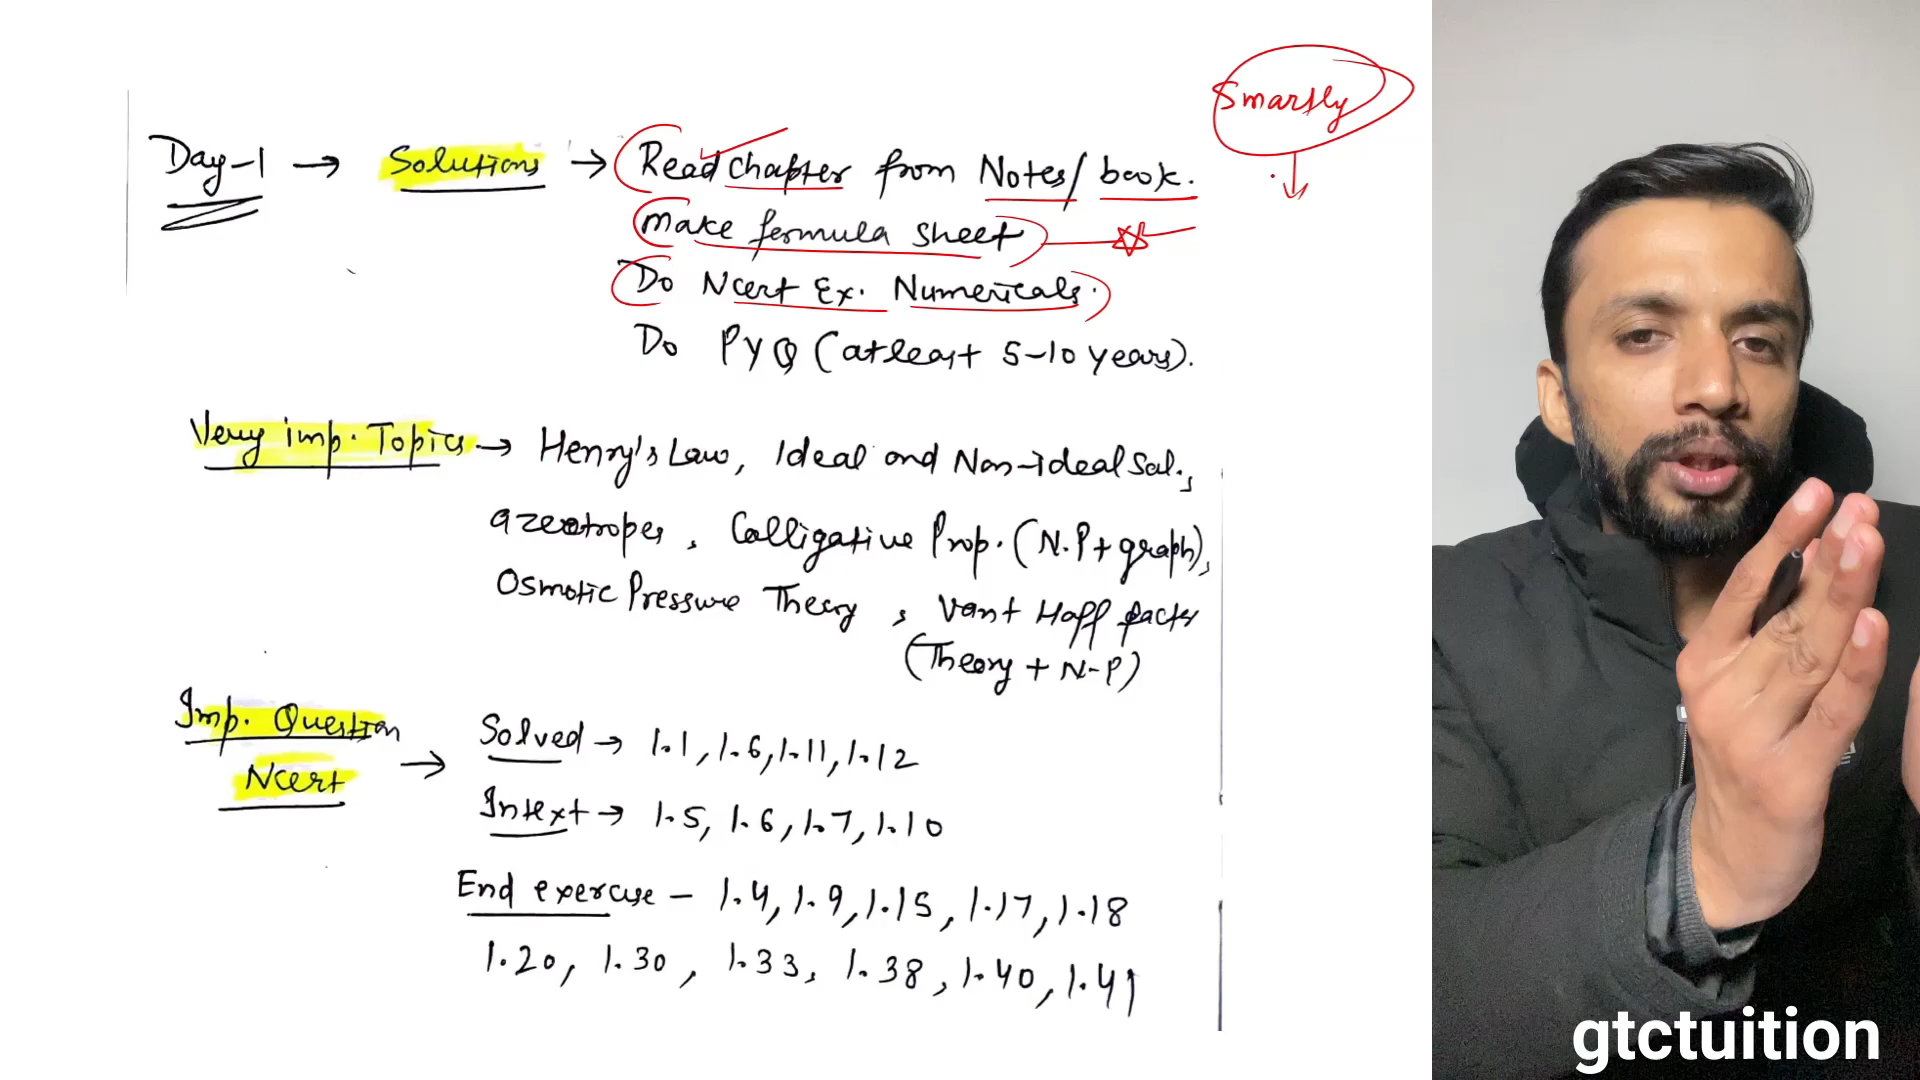 Smartly
Day-1 → Solutions → Read chapter from Notes/book.
Make formula sheet
Do Ncert Ex. Numericals.
Do PYQ (atleast 5-10 years).
Very imp. Topics → Henry's Law, Ideal and Non-ideal Sol.,
azeotropes, Colligative Prop. (N.P + graph),
Osmotic Pressure Theory, Vant Hoff factor
(Theory + N-P)
Imp. Question
Ncert → Solved → 1.1, 1.6, 1.11, 1.12
Intext → 1.5, 1.6, 1.7, 1.10
End exercise - 1.4, 1.9, 1.15, 1.17, 1.18
1.20, 1.30, 1.33, 1.38, 1.40, 1.41
gtctuition